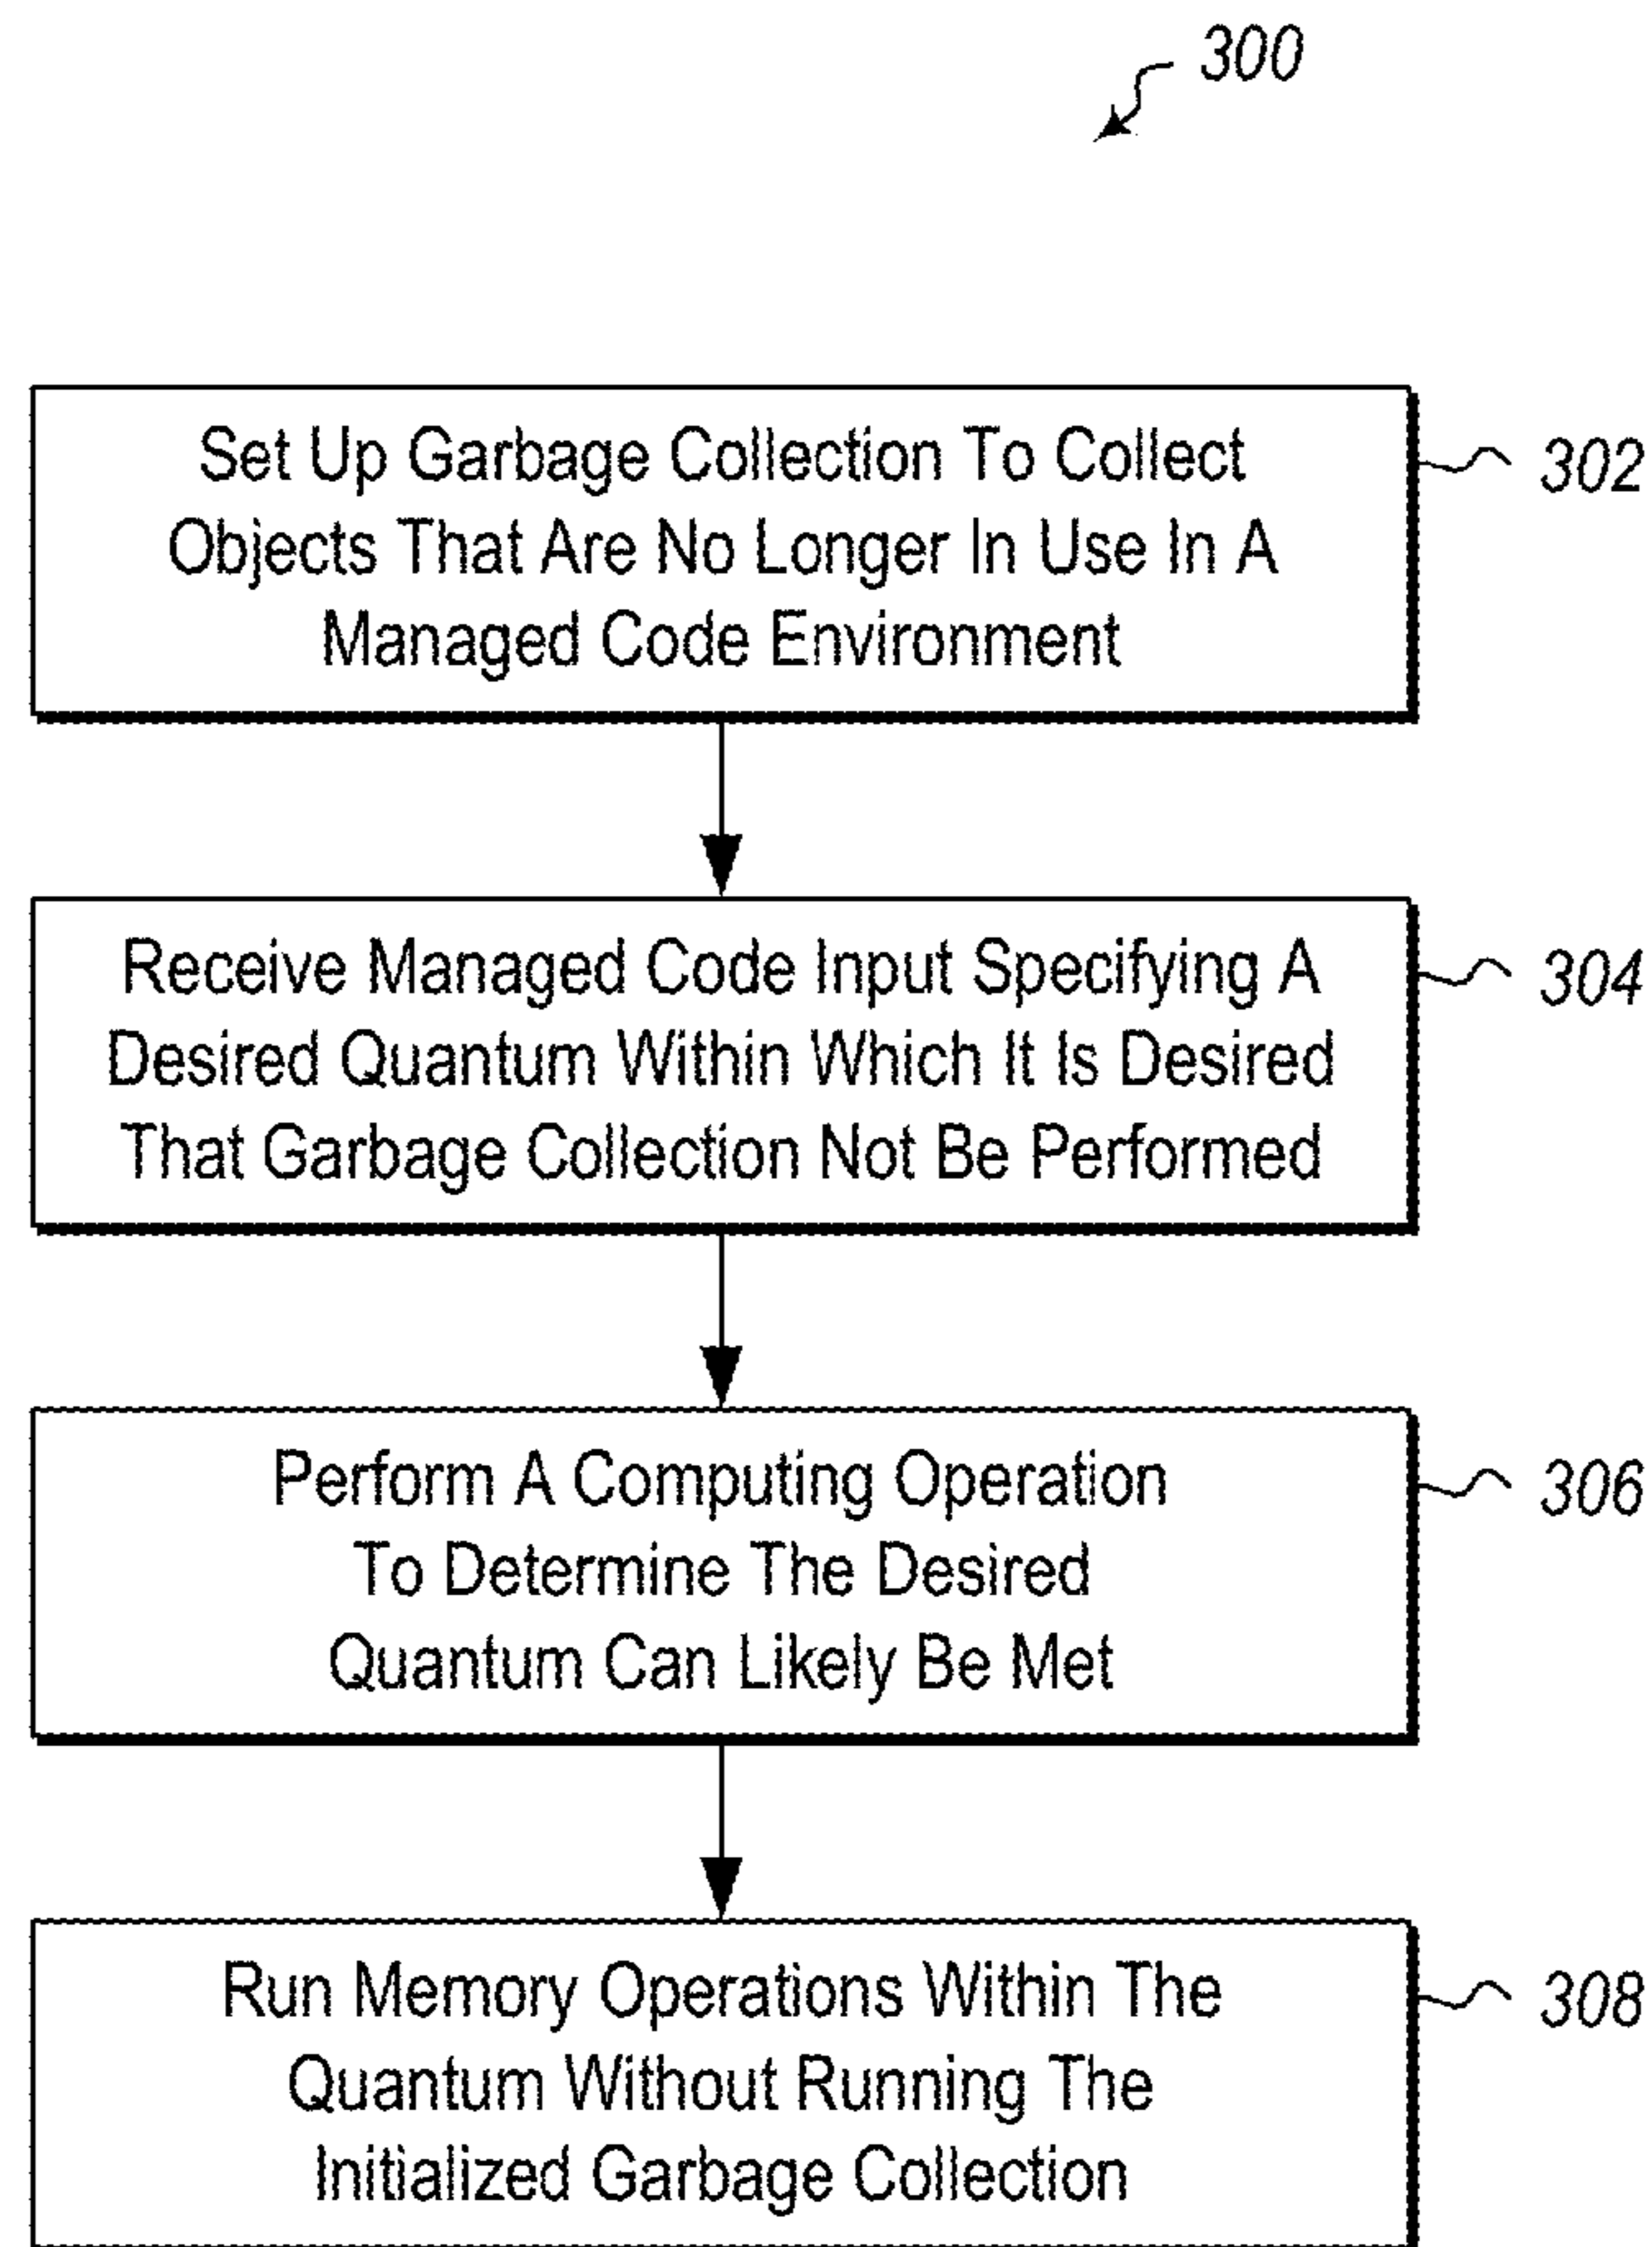 300
Set Up Garbage Collection To Collect
Objects That Are No Longer In Use In A
Managed Code Environment
302
Receive Managed Code Input Specifying A
Desired Quantum Within Which It Is Desired
That Garbage Collection Not Be Performed
304
Perform A Computing Operation
To Determine The Desired
Quantum Can Likely Be Met
306
Run Memory Operations Within The
Quantum Without Running The
Initialized Garbage Collection
308